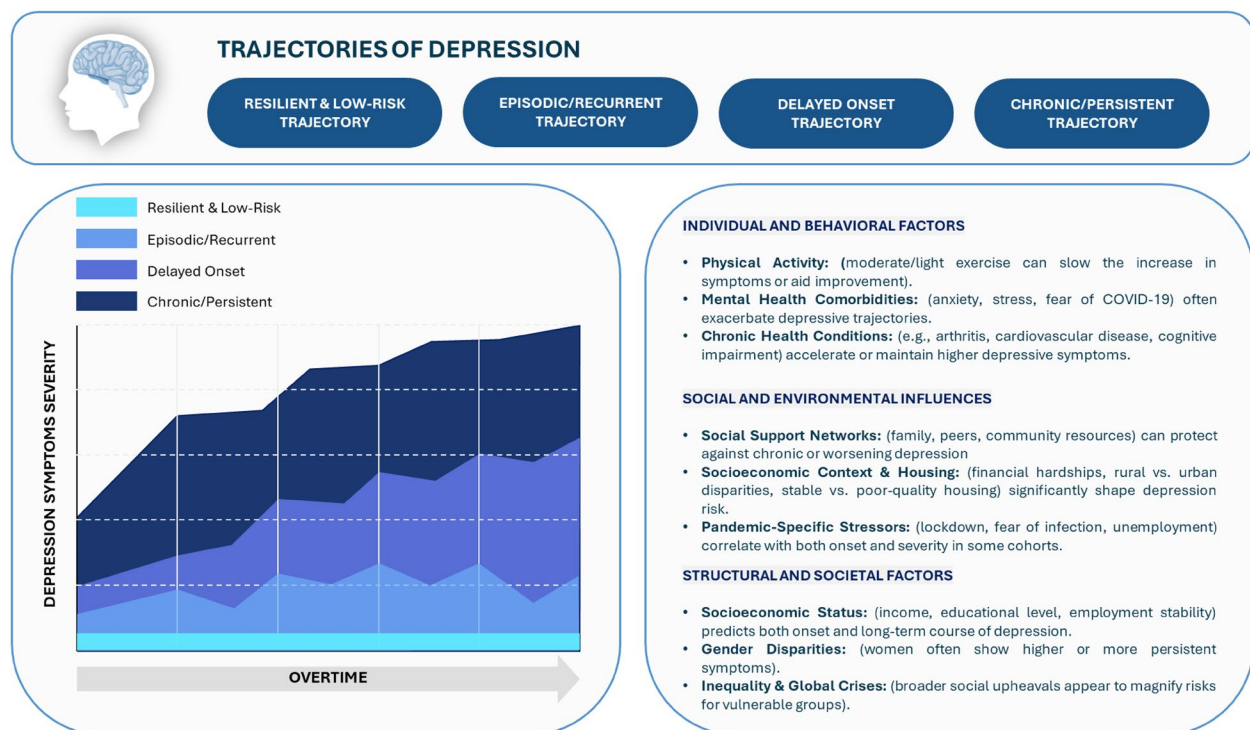 TRAJECTORIES OF DEPRESSION
RESILIENT & LOW-RISK
TRAJECTORY
EPISODIC/RECURRENT
TRAJECTORY
DELAYED ONSET
TRAJECTORY
CHRONIC/PERSISTENT
TRAJECTORY
Resilient & Low-Risk
Episodic/Recurrent
Delayed Onset
Chronic/Persistent
DEPRESSION SYMPTOMS SEVERITY
OVERTIME
INDIVIDUAL AND BEHAVIORAL FACTORS
• Physical Activity: (moderate/light exercise can slow the increase in
symptoms or aid improvement).
• Mental Health Comorbidities: (anxiety, stress, fear of COVID-19) often
exacerbate depressive trajectories.
• Chronic Health Conditions: (e.g., arthritis, cardiovascular disease, cognitive
impairment) accelerate or maintain higher depressive symptoms.
SOCIAL AND ENVIRONMENTAL INFLUENCES
• Social Support Networks: (family, peers, community resources) can protect
against chronic or worsening depression
• Socioeconomic Context & Housing: (financial hardships, rural vs. urban
disparities, stable vs. poor-quality housing) significantly shape depression
risk.
• Pandemic-Specific Stressors: (lockdown, fear of infection, unemployment)
correlate with both onset and severity in some cohorts.
STRUCTURAL AND SOCIETAL FACTORS
• Socioeconomic Status: (income, educational level, employment stability)
predicts both onset and long-term course of depression.
• Gender Disparities: (women often show higher or more persistent
symptoms).
• Inequality & Global Crises: (broader social upheavals appear to magnify risks
for vulnerable groups).